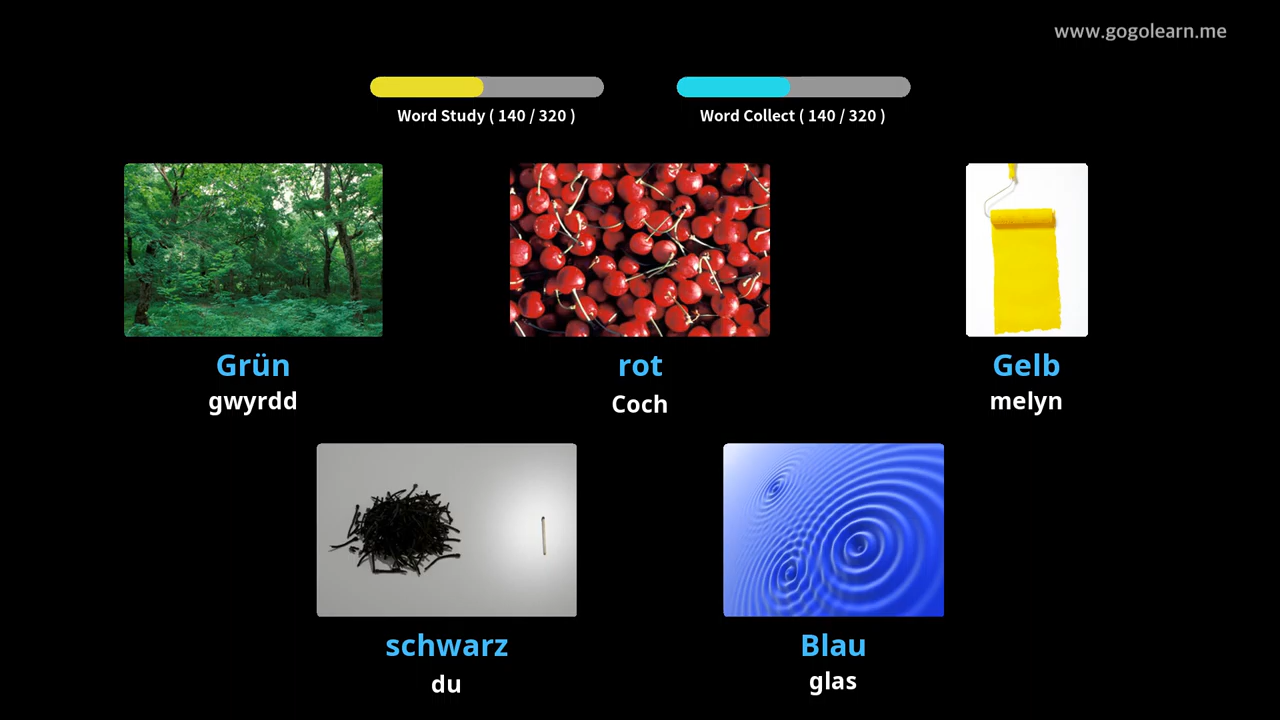 www.gogolearn.me
Word Study ( 140 / 320 )
Word Collect ( 140 / 320 )
Grün
gwyrdd
rot
Coch
Gelb
melyn
schwarz
du
Blau
glas